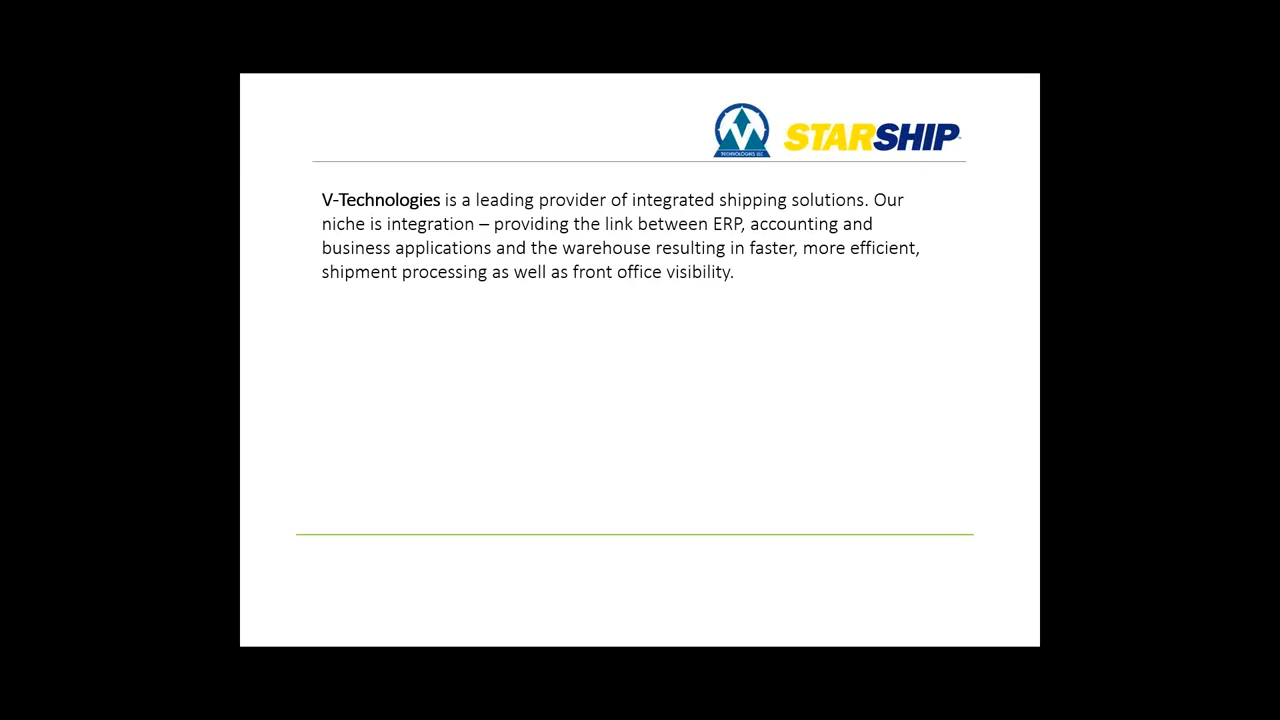 TECHNOLOGIES LLC
STARSHIP
V-Technologies is a leading provider of integrated shipping solutions. Our
niche is integration – providing the link between ERP, accounting and
business applications and the warehouse resulting in faster, more efficient,
shipment processing as well as front office visibility.